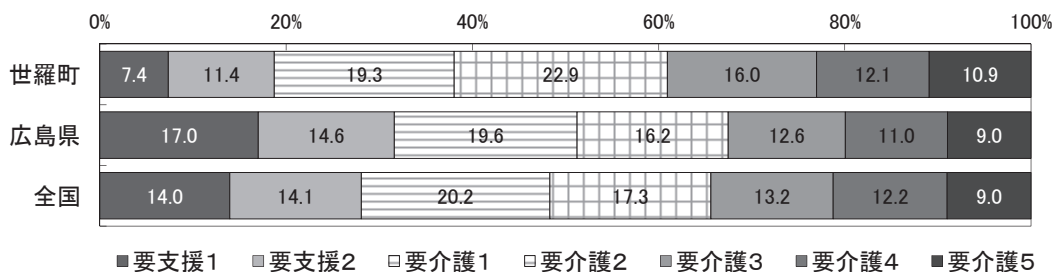 0% 20% 40% 60% 80% 100%
世羅町 7.4 11.4 19.3 22.9 16.0 12.1 10.9
広島県 17.0 14.6 19.6 16.2 12.6 11.0 9.0
全国 14.0 14.1 20.2 17.3 13.2 12.2 9.0
■要支援1 ■要支援2 要介護1 要介護2 ■要介護3 ■要介護4 ■要介護5